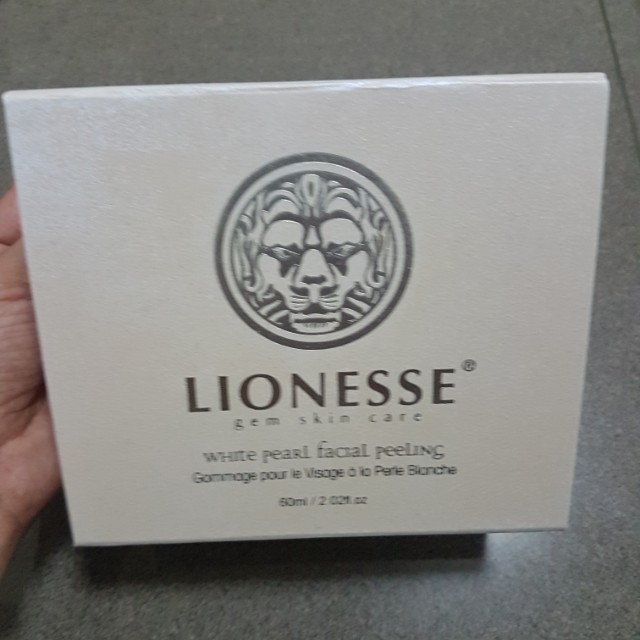 LIONESSE®
gem skin care
WHITE PEARL FACIAL PEELING
Gommage pour le Visage à la Perle Blanche
60ml / 2.02fl.oz